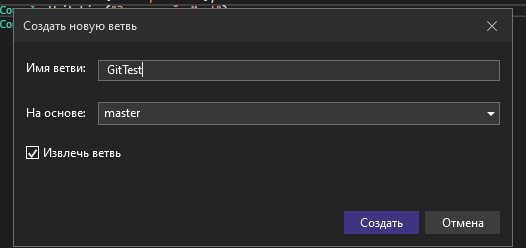 Создать новую ветвь
Имя ветви:
GitTest
На основе:
master
Извлечь ветвь
Создать
Отмена